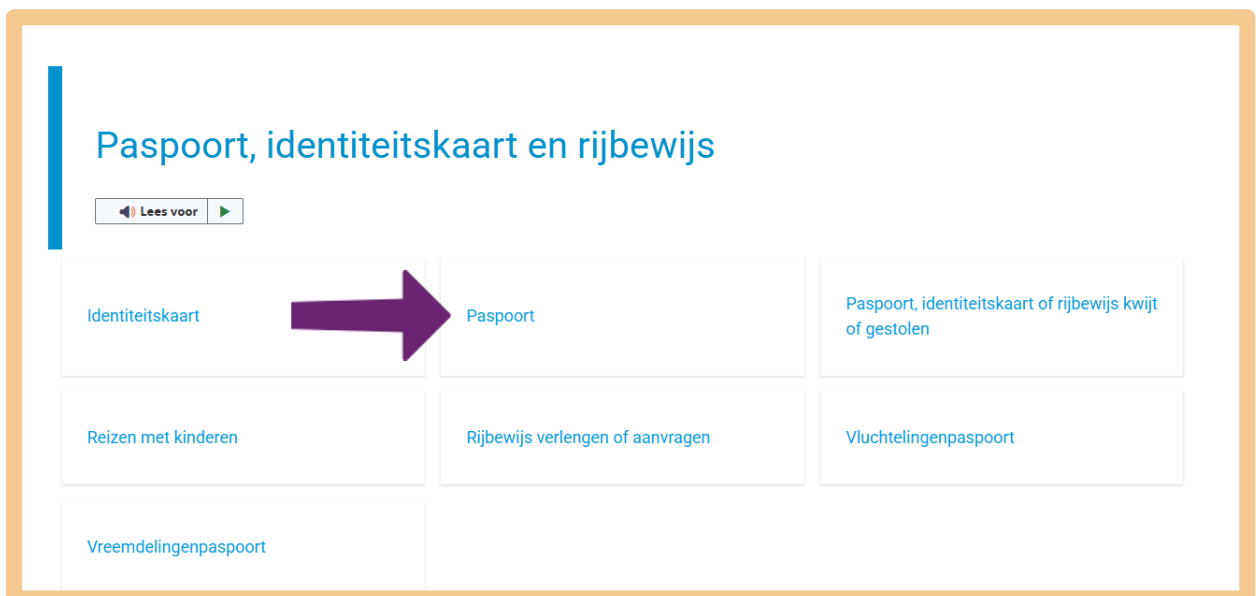 Paspoort, identiteitskaart en rijbewijs
Lees voor
Identiteitskaart
Paspoort
Paspoort, identiteitskaart of rijbewijs kwijt
of gestolen
Reizen met kinderen
Rijbewijs verlengen of aanvragen
Vluchtelingenpaspoort
Vreemdelingenpaspoort